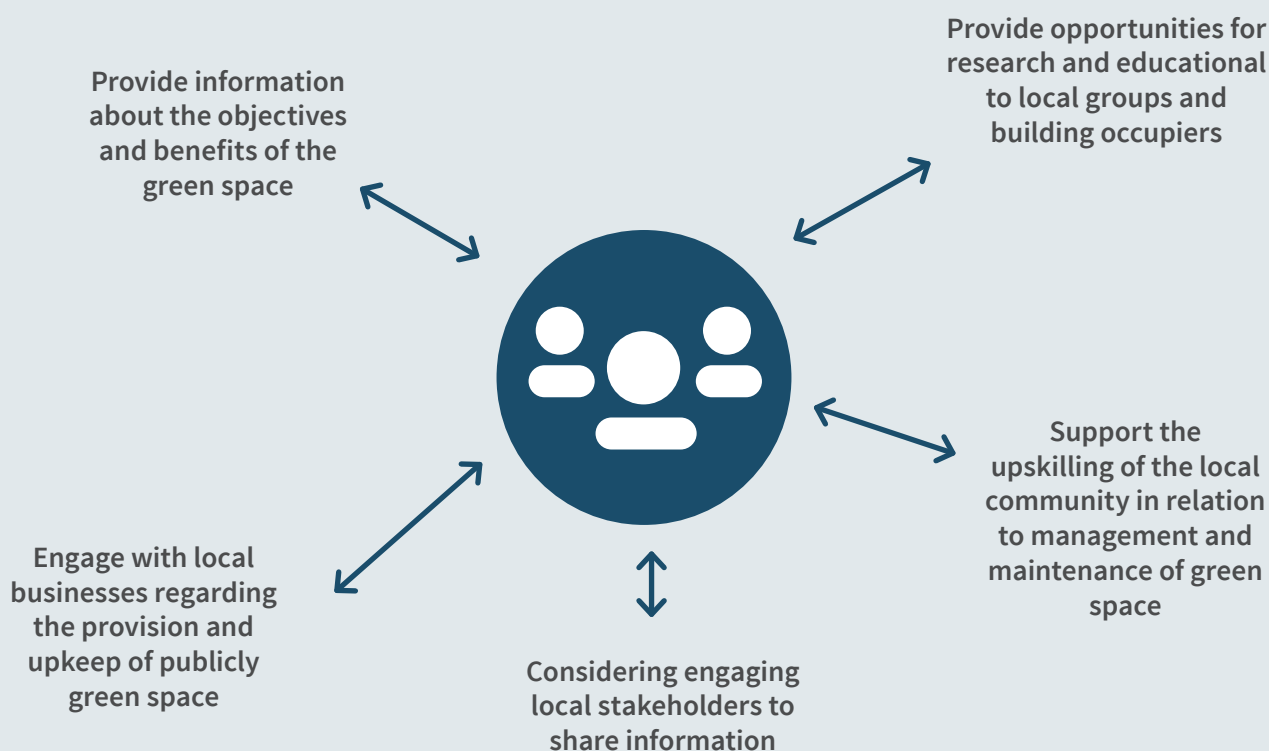 Provide information
about the objectives
and benefits of the
green space
Provide opportunities for
research and educational
to local groups and
building occupiers
Support the
upskilling of the local
community in relation
to management and
maintenance of green
space
Engage with local
businesses regarding
the provision and
upkeep of publicly
green space
Considering engaging
local stakeholders to
share information